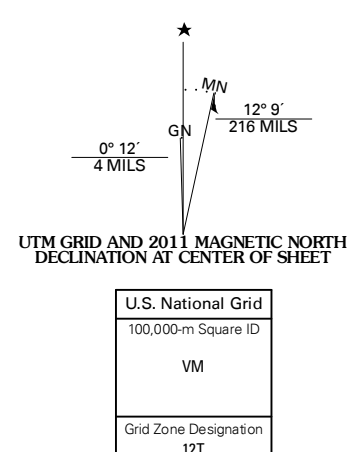 MN
GN
12° 9´
216 MILS
0° 12´
4 MILS
UTM GRID AND 2011 MAGNETIC NORTH
DECLINATION AT CENTER OF SHEET
U.S. National Grid
100,000-m Square ID
VM
Grid Zone Designation
12T